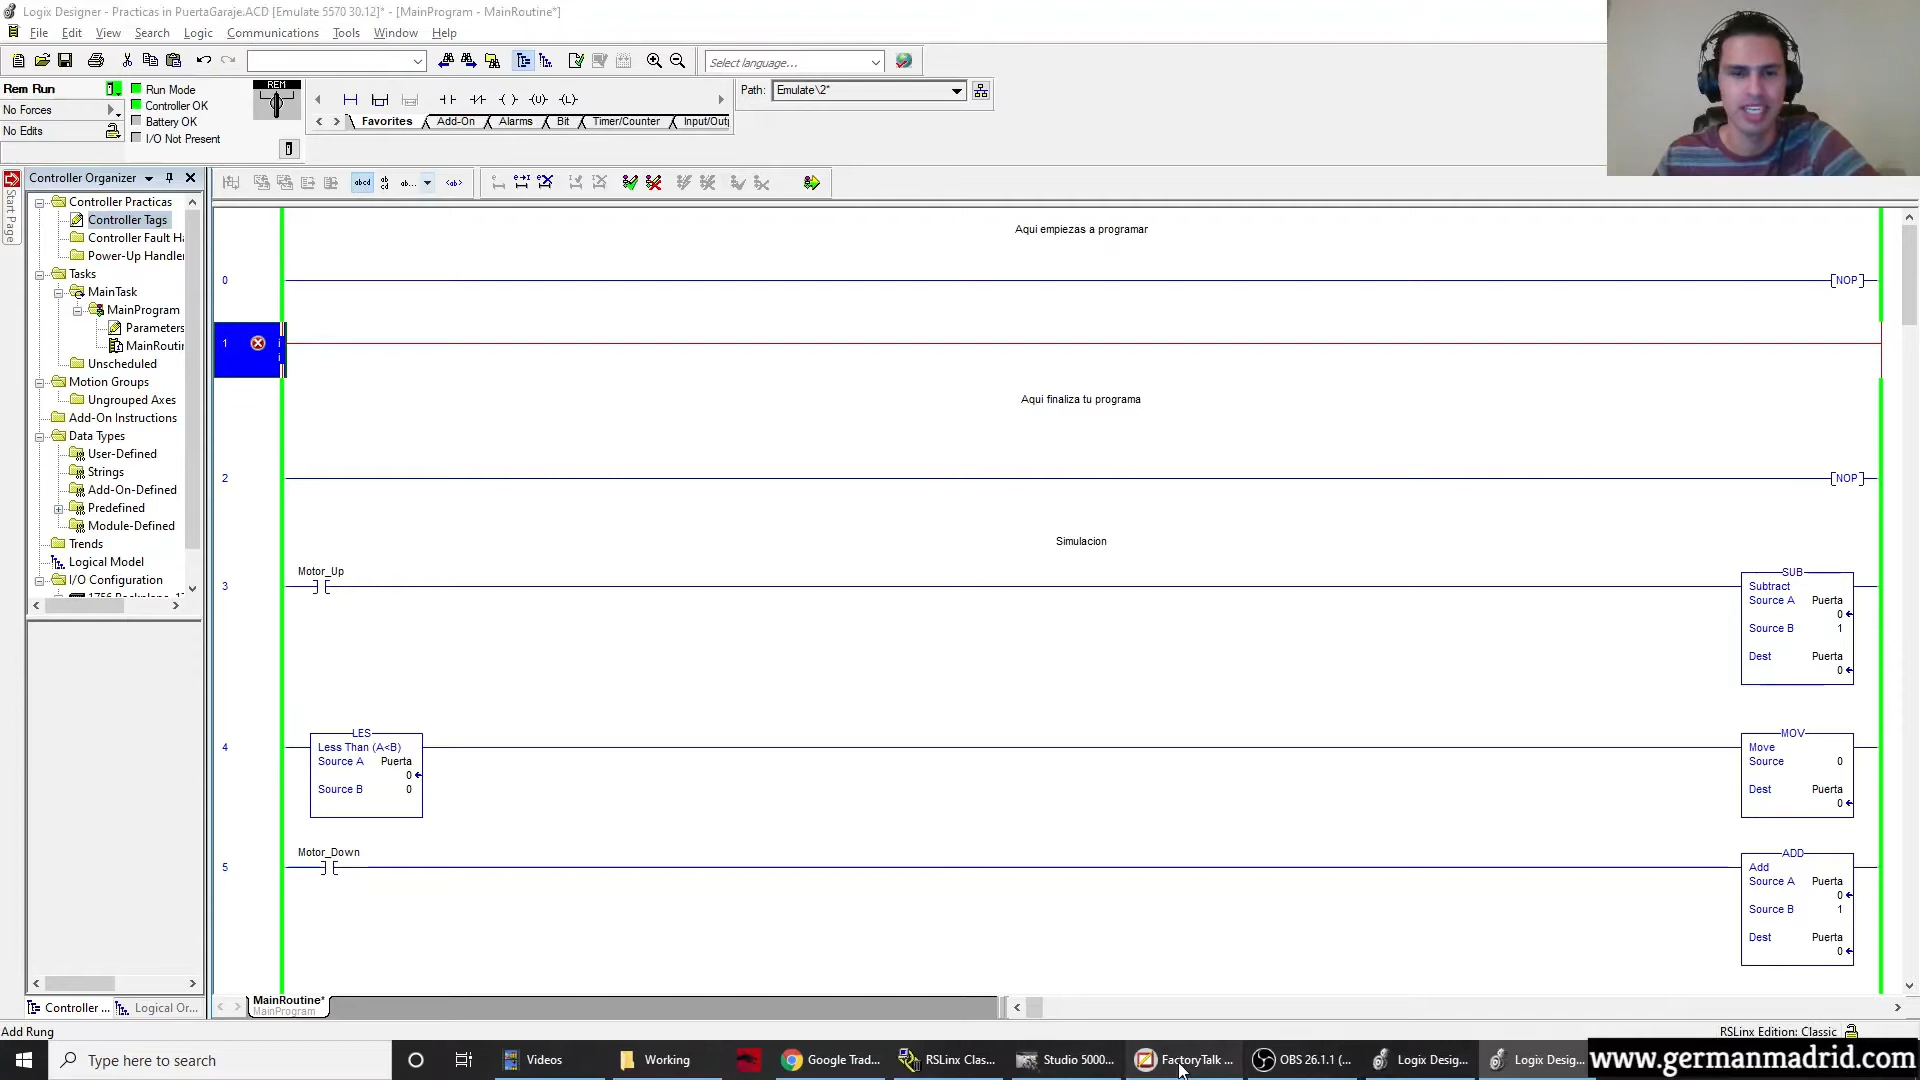 Logix Designer - Practicas in PuertaGaraje.ACD [Emulate 5570 30.12]* - [MainProgram - MainRoutine*]
File Edit View Search Logic Communications Tools Window Help
Select language...
Rem Run
Run Mode
No Forces
Controller OK
Battery OK
No Edits
I/O Not Present
REM
Path: Emulate\2*
Favorites Add-On Alarms Bit Timer/Counter Input/Out
Start Page
Controller Organizer
Controller Practicas
Controller Tags
Controller Fault Ha
Power-Up Handler
Tasks
MainTask
MainProgram
Parameters
MainRoutin
Unscheduled
Motion Groups
Ungrouped Axes
Add-On Instructions
Data Types
User-Defined
Strings
Add-On-Defined
Predefined
Module-Defined
Trends
Logical Model
I/O Configuration
Controller ... Logical Or...
Aqui empiezas a programar
0 NOP
1 i
i
Aqui finaliza tu programa
2 NOP
Simulacion
Motor_Up
3
SUB
Subtract
Source A Puerta
0
Source B 1
Dest Puerta
0
4
LES
Less Than (A<B)
Source A Puerta
0
Source B 0
MOV
Move
Source 0
Dest Puerta
0
Motor_Down
5
ADD
Add
Source A Puerta
0
Source B 1
Dest Puerta
0
MainRoutine*
MainProgram
Add Rung
RSLinx Edition: Classic
Type here to search
Videos
Working
Google Trad...
RSLinx Clas...
Studio 5000...
FactoryTalk ...
OBS 26.1.1 (...
Logix Desig...
Logix Desig...
www.germanmadrid.com